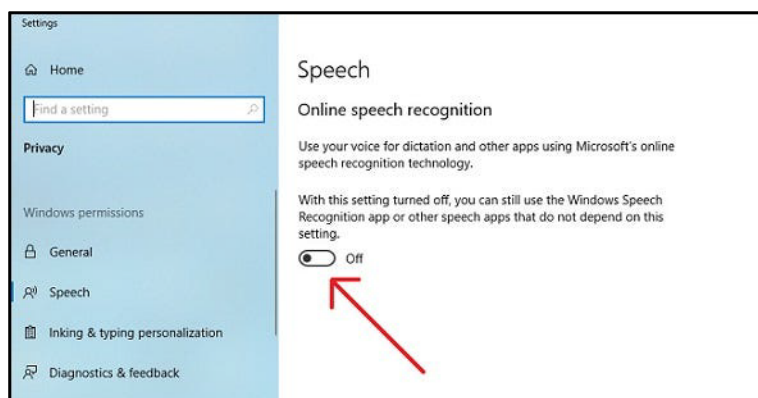 Settings
Home
Find a setting
Privacy
Windows permissions
General
Speech
Inking & typing personalization
Diagnostics & feedback
Speech
Online speech recognition
Use your voice for dictation and other apps using Microsoft's online
speech recognition technology.
With this setting turned off, you can still use the Windows Speech
Recognition app or other speech apps that do not depend on this
setting.
Off